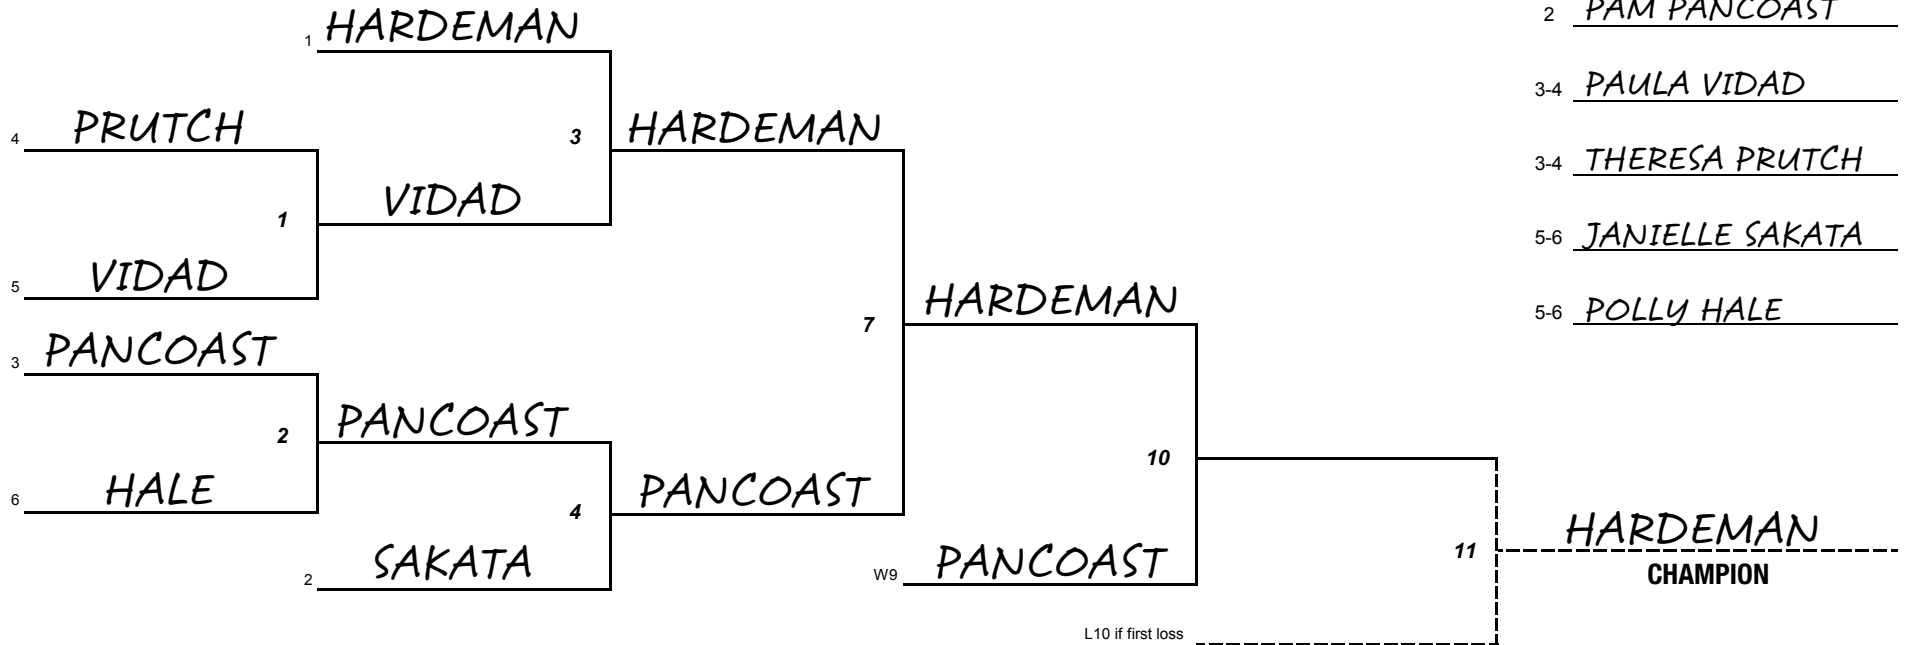 2 PAM PANCOAST
1 HARDEMAN
3-4 PAULA VIDAD
4 PRUTCH
3 HARDEMAN
3-4 THERESA PRUTCH
1 VIDAD
5-6 JANIELLE SAKATA
5 VIDAD
HARDEMAN
5-6 POLLY HALE
7
3 PANCOAST
2 PANCOAST
10
6 HALE
4 PANCOAST
HARDEMAN
11
2 SAKATA
W9 PANCOAST
CHAMPION
L10 if first loss